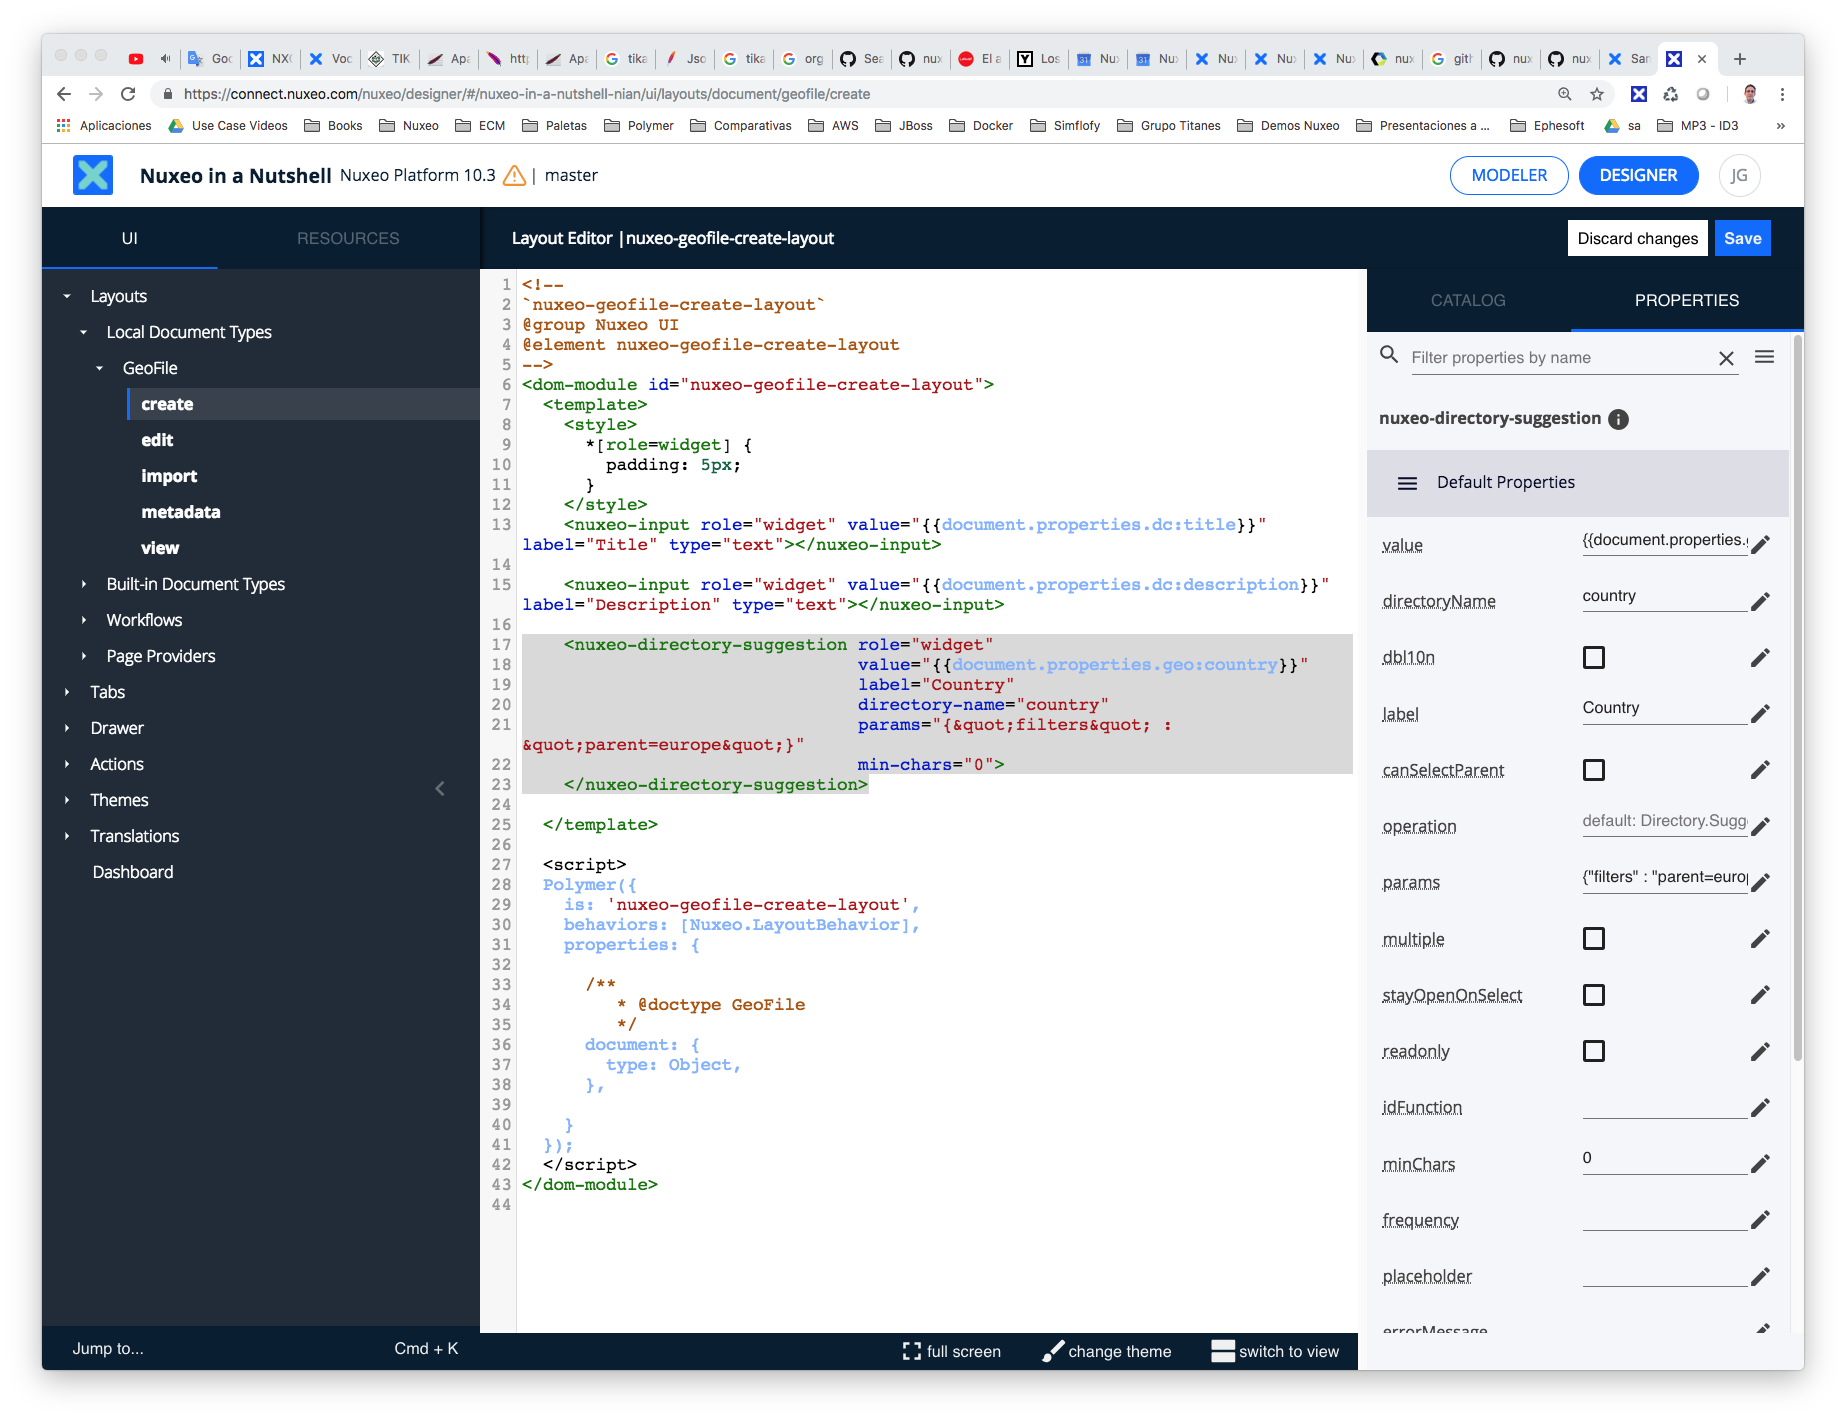 Goc
NX
Voc
TIK
Apa
http
Apa
tika
Jso
tika
org
Sea
nux
El a
Los
Nu
Nu
Nu
Nu
Nu
nux
gith
nux
nux
Sar
https://connect.nuxeo.com/nuxeo/designer/#/nuxeo-in-a-nutshell-nian/ui/layouts/document/geofile/create
Aplicaciones Use Case Videos Books Nuxeo ECM Paletas Polymer Comparativas AWS JBoss Docker Simflofy Grupo Titanes Demos Nuxeo Presentaciones a ... Ephesoft sa MP3 - ID3 »
Nuxeo in a Nutshell Nuxeo Platform 10.3 | master
MODELER DESIGNER JG
UI RESOURCES
Layout Editor |nuxeo-geofile-create-layout
Discard changes Save
Layouts
Local Document Types
GeoFile
create
edit
import
metadata
view
Built-in Document Types
Workflows
Page Providers
Tabs
Drawer
Actions
Themes
Translations
Dashboard
Jump to... Cmd + K
1 <!--
2 `nuxeo-geofile-create-layout`
3 @group Nuxeo UI
4 @element nuxeo-geofile-create-layout
5 -->
6 <dom-module id="nuxeo-geofile-create-layout">
7 <template>
8 <style>
9 *[role=widget] {
10 padding: 5px;
11 }
12 </style>
13 <nuxeo-input role="widget" value="{{document.properties.dc:title}}"
label="Title" type="text"></nuxeo-input>
14
15 <nuxeo-input role="widget" value="{{document.properties.dc:description}}"
label="Description" type="text"></nuxeo-input>
16
17 <nuxeo-directory-suggestion role="widget"
18 value="{{document.properties.geo:country}}"
19 label="Country"
20 directory-name="country"
21 params="{&quot;filters&quot; :
&quot;parent=europe&quot;}"
22 min-chars="0">
23 </nuxeo-directory-suggestion>
24
25 </template>
26
27 <script>
28 Polymer({
29 is: 'nuxeo-geofile-create-layout',
30 behaviors: [Nuxeo.LayoutBehavior],
31 properties: {
32
33 /**
34 * @doctype GeoFile
35 */
36 document: {
37 type: Object,
38 },
39
40 }
41 });
42 </script>
43 </dom-module>
44
full screen change theme switch to view
CATALOG PROPERTIES
Filter properties by name
nuxeo-directory-suggestion
Default Properties
value {{document.properties.g
directoryName country
dbl10n
label Country
canSelectParent
operation default: Directory.Sugg
params {"filters" : "parent=europ
multiple
stayOpenOnSelect
readonly
idFunction
minChars 0
frequency
placeholder
errorMessage